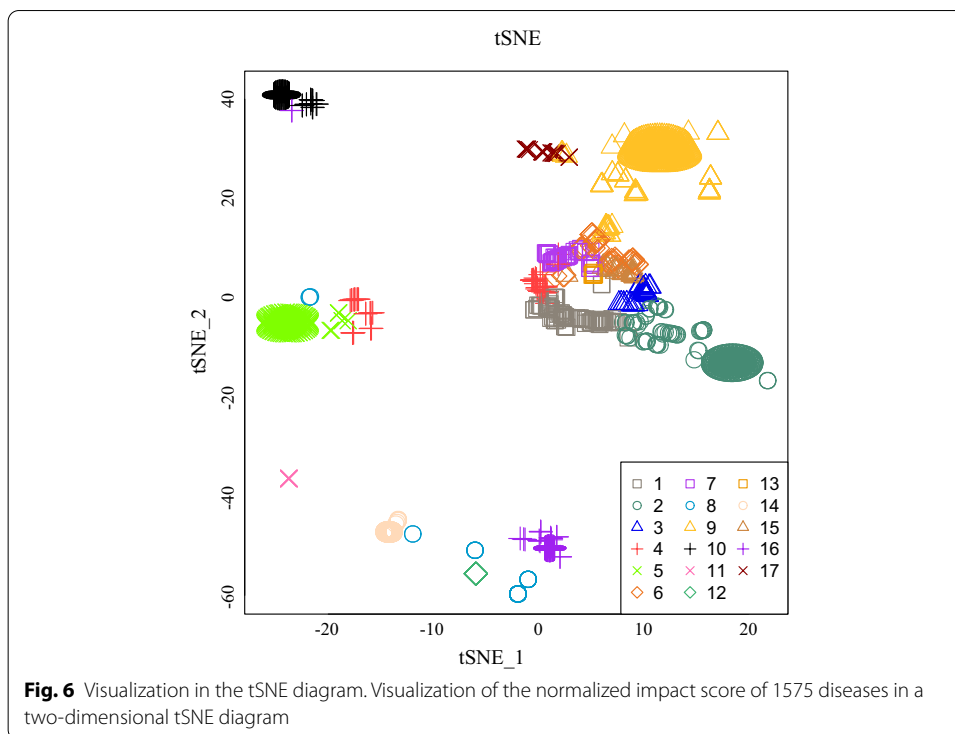 tSNE
40
20
0
-20
-40
-60
tSNE_2
-20 -10 0 10 20
tSNE_1
1 7 13
2 8 14
3 9 15
4 10 16
5 11 17
6 12
Fig. 6 Visualization in the tSNE diagram. Visualization of the normalized impact score of 1575 diseases in a
two-dimensional tSNE diagram